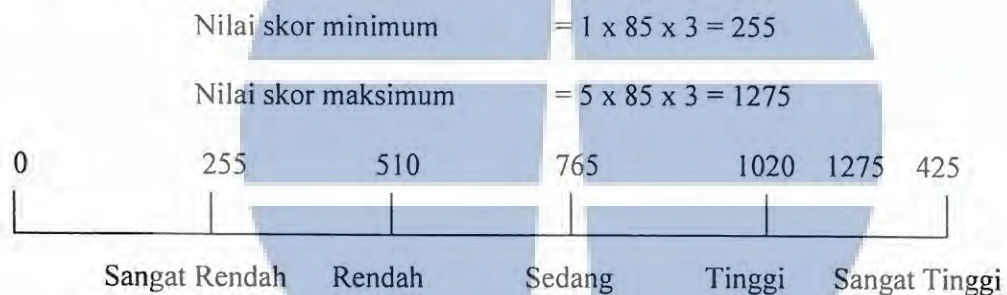 Nilai skor minimum = 1 x 85 x 3 = 255
Nilai skor maksimum = 5 x 85 x 3 = 1275
0 255 510 765 1020 1275 425
Sangat Rendah Rendah Sedang Tinggi Sangat Tinggi